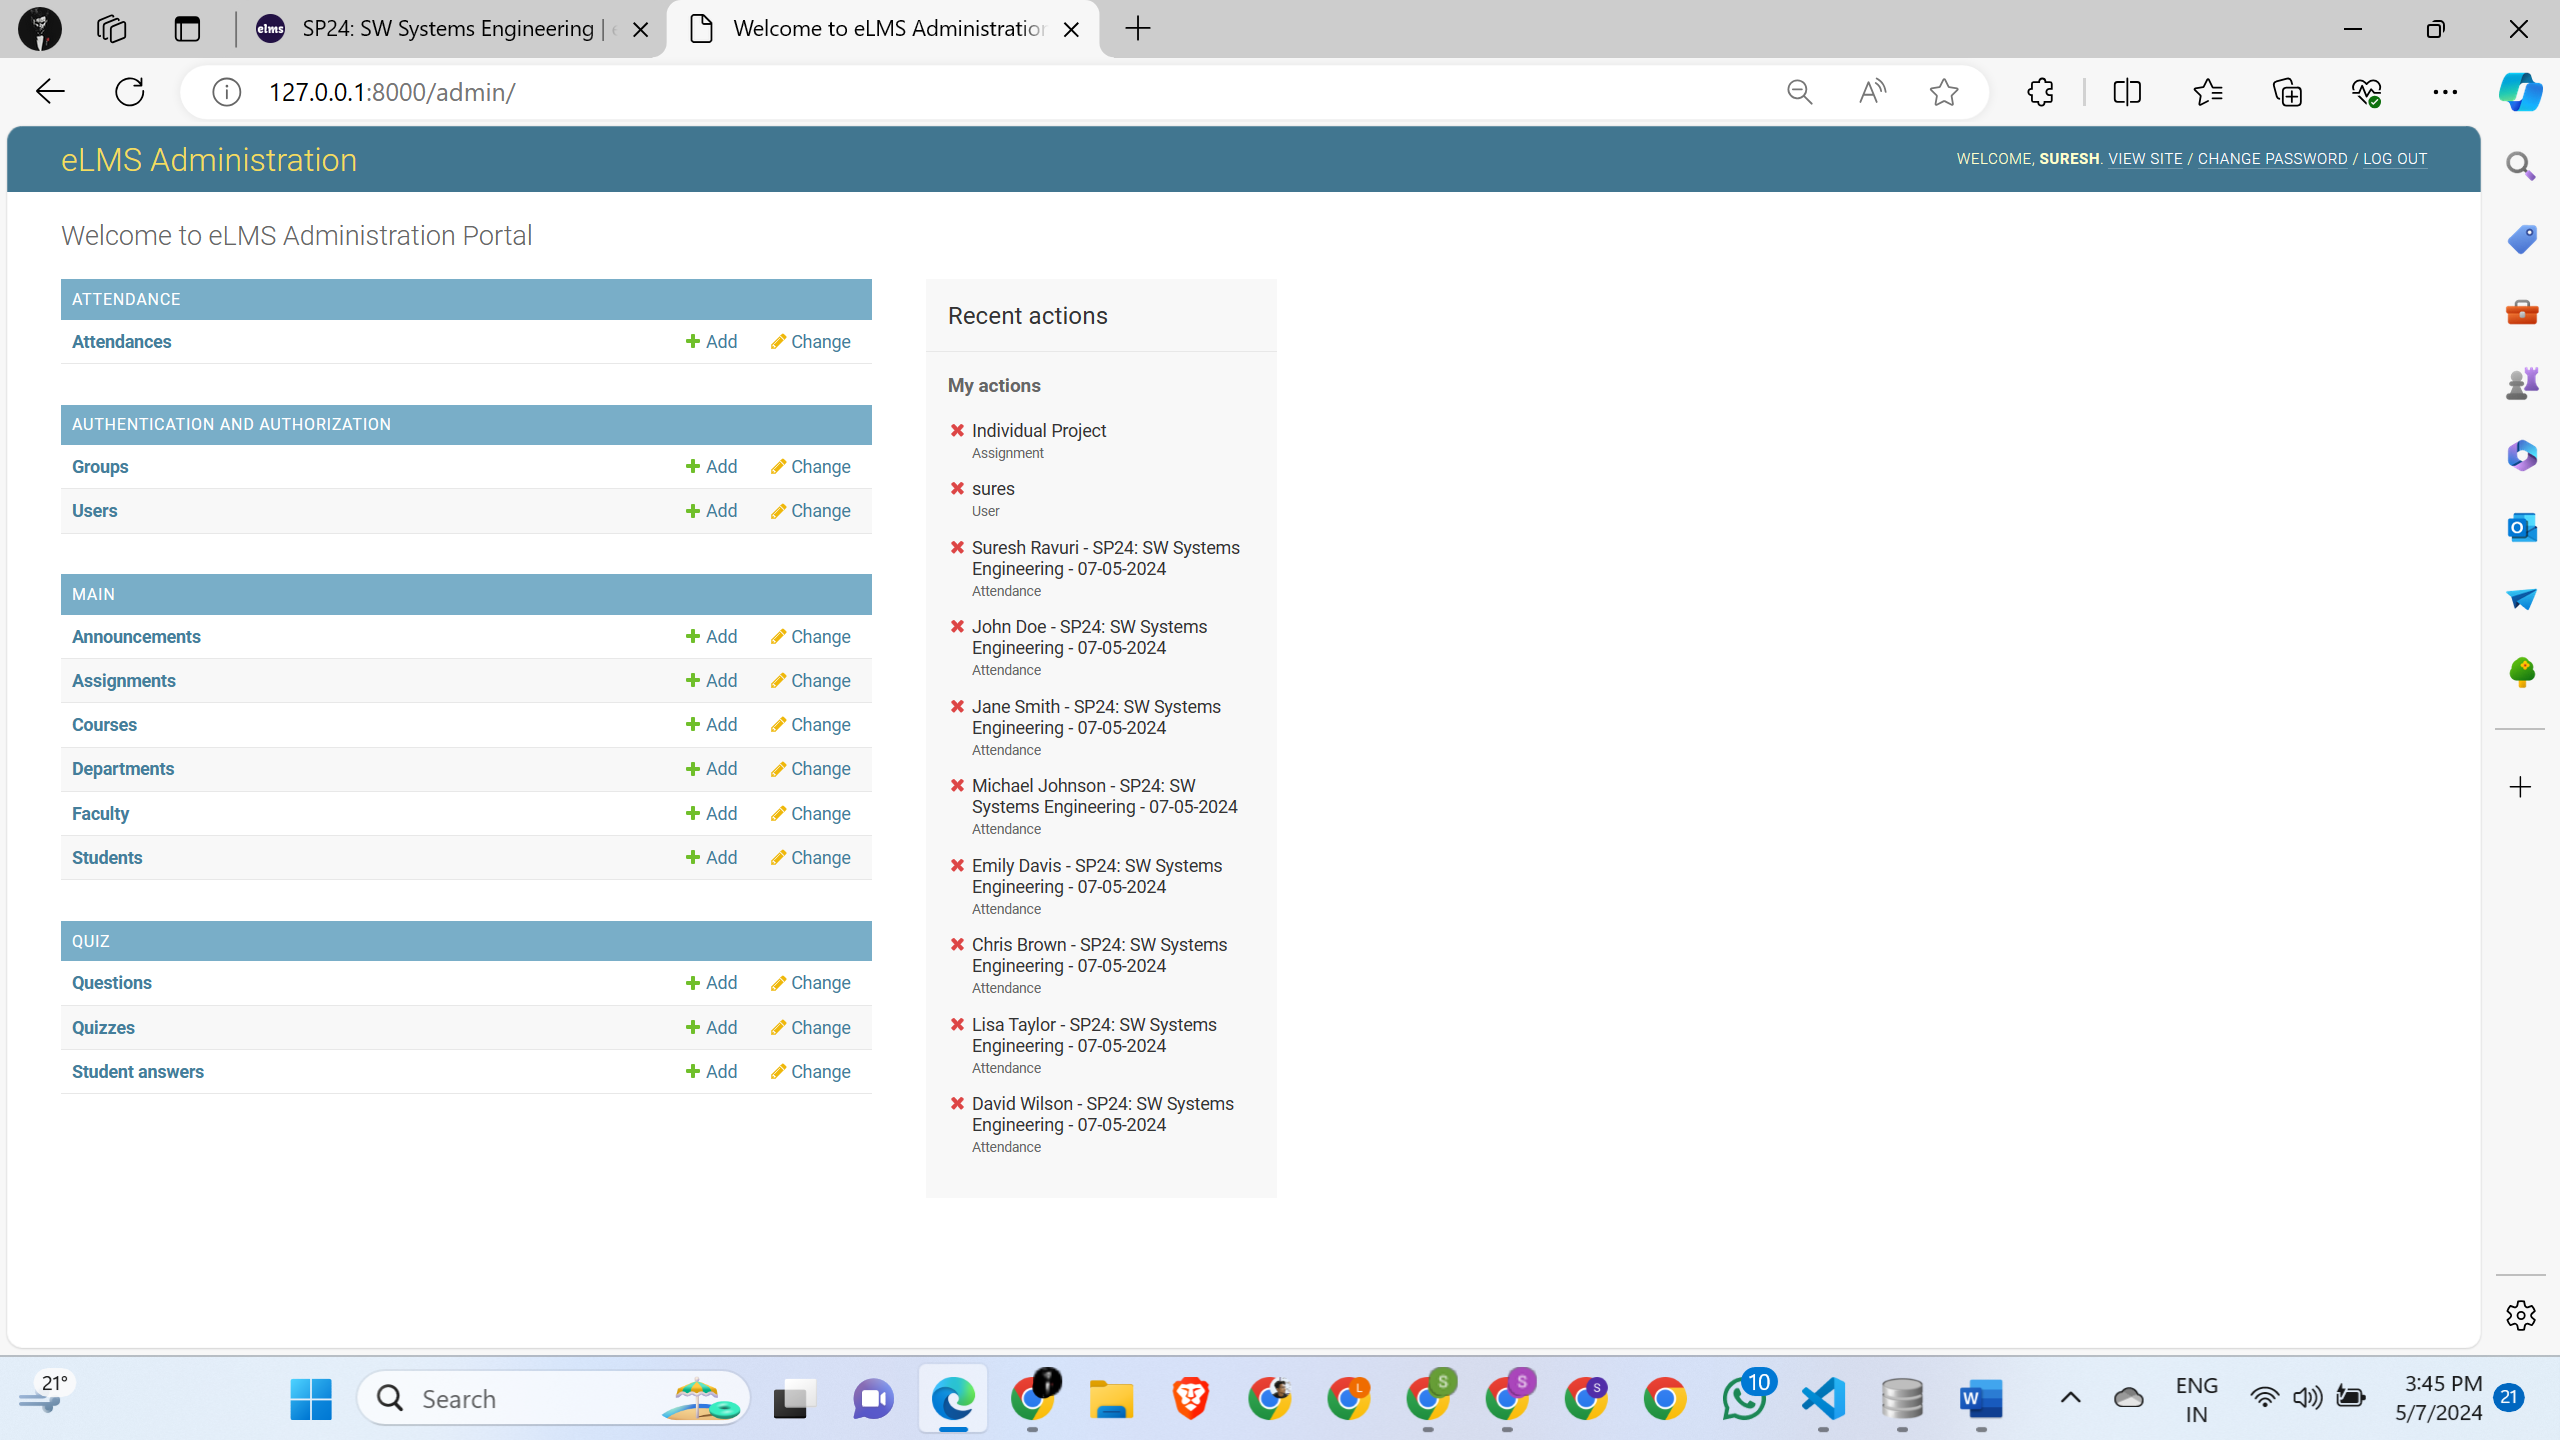 elms SP24: SW Systems Engineering |
Welcome to eLMS Administration
127.0.0.1:8000/admin/
eLMS Administration
WELCOME, SURESH. VIEW SITE / CHANGE PASSWORD / LOG OUT
Welcome to eLMS Administration Portal
ATTENDANCE
Attendances Add Change
AUTHENTICATION AND AUTHORIZATION
Groups Add Change
Users Add Change
MAIN
Announcements Add Change
Assignments Add Change
Courses Add Change
Departments Add Change
Faculty Add Change
Students Add Change
QUIZ
Questions Add Change
Quizzes Add Change
Student answers Add Change
Recent actions
My actions
Individual Project
Assignment
sures
User
Suresh Ravuri - SP24: SW Systems
Engineering - 07-05-2024
Attendance
John Doe - SP24: SW Systems
Engineering - 07-05-2024
Attendance
Jane Smith - SP24: SW Systems
Engineering - 07-05-2024
Attendance
Michael Johnson - SP24: SW
Systems Engineering - 07-05-2024
Attendance
Emily Davis - SP24: SW Systems
Engineering - 07-05-2024
Attendance
Chris Brown - SP24: SW Systems
Engineering - 07-05-2024
Attendance
Lisa Taylor - SP24: SW Systems
Engineering - 07-05-2024
Attendance
David Wilson - SP24: SW Systems
Engineering - 07-05-2024
Attendance
21°
Search
L
S
S
S
10
W
ENG
IN
3:45 PM
5/7/2024
21